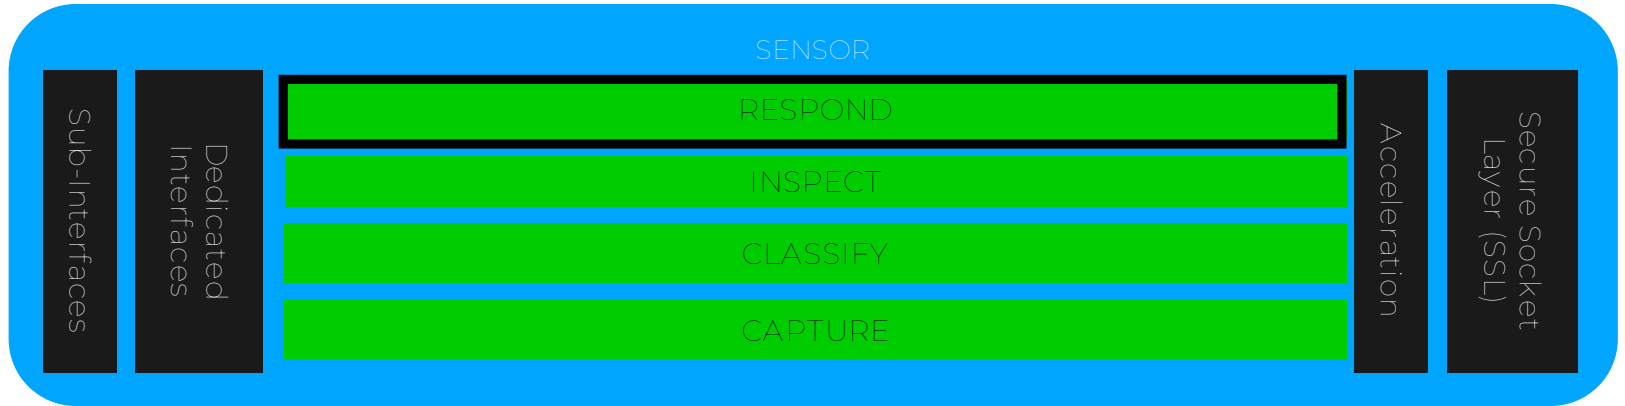 SENSOR
Sub-Interfaces
Dedicated
Interfaces
RESPOND
INSPECT
CLASSIFY
CAPTURE
Acceleration
Secure Socket
Layer (SSL)